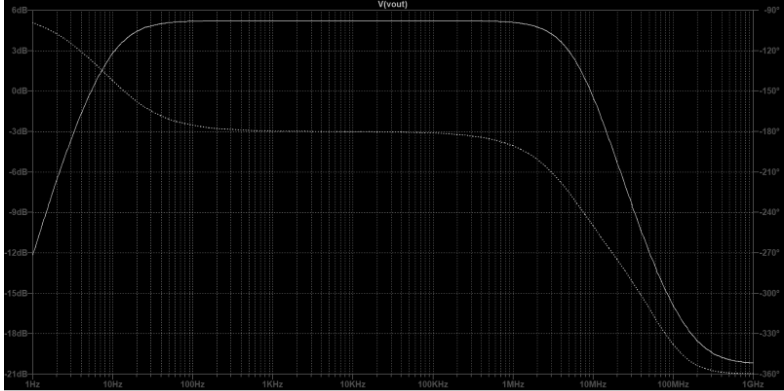 V(vout)
6dB -90°
3dB -120°
0dB -150°
-3dB -180°
-6dB -210°
-9dB -240°
-12dB -270°
-15dB -300°
-18dB -330°
-21dB -360°
1Hz 10Hz 100Hz 1KHz 10KHz 100KHz 1MHz 10MHz 100MHz 1GHz